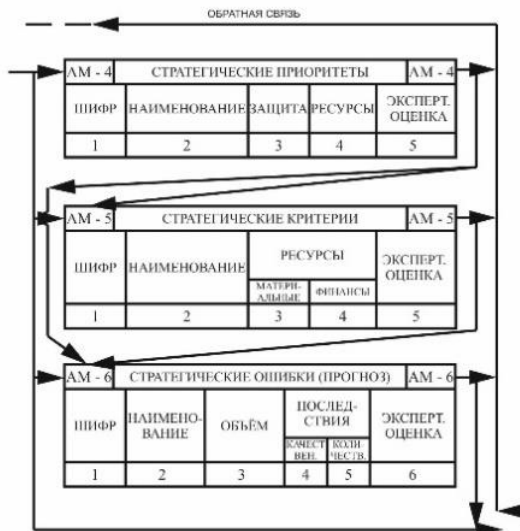 ОБРАТНАЯ СВЯЗЬ
АМ - 4 СТРАТЕГИЧЕСКИЕ ПРИОРИТЕТЫ АМ - 4
ШИФР НАИМЕНОВАНИЕ ЗАЩИТА РЕСУРСЫ ЭКСПЕРТ.
ОЦЕНКА
1 2 3 4 5
АМ - 5 СТРАТЕГИЧЕСКИЕ КРИТЕРИИ АМ - 5
ШИФР НАИМЕНОВАНИЕ РЕСУРСЫ ЭКСПЕРТ.
ОЦЕНКА
МАТЕРИ-
АЛЬНЫЕ ФИНАНСЫ
1 2 3 4 5
АМ - 6 СТРАТЕГИЧЕСКИЕ ОШИБКИ (ПРОГНОЗ) АМ - 6
ШИФР НАИМЕНО-
ВАНИЕ ОБЪЁМ ПОСЛЕД-
СТВИЯ ЭКСПЕРТ.
ОЦЕНКА
КАЧЕСТ
ВЕН. КОЛИ-
ЧЕСТВ.
1 2 3 4 5 6